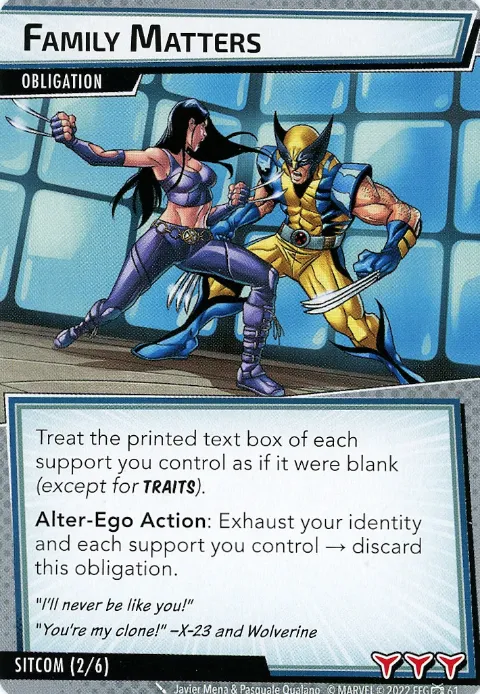 FAMILY MATTERS
OBLIGATION
Treat the printed text box of each
support you control as if it were blank
(except for TRAITS).
Alter-Ego Action: Exhaust your identity
and each support you control → discard
this obligation.
"I'll never be like you!"
"You're my clone!" –X-23 and Wolverine
SITCOM (2/6)
Javier Mena & Pasquale Qualano. © MARVEL © 2022 FFG 61